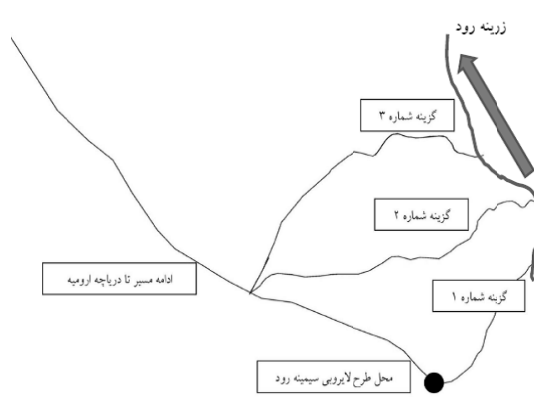 زرینه رود
گزینه شماره ۳
گزینه شماره ۲
ادامه مسیر تا دریاچه ارومیه
گزینه شماره ۱
محل طرح لایروبی سیمینه رود